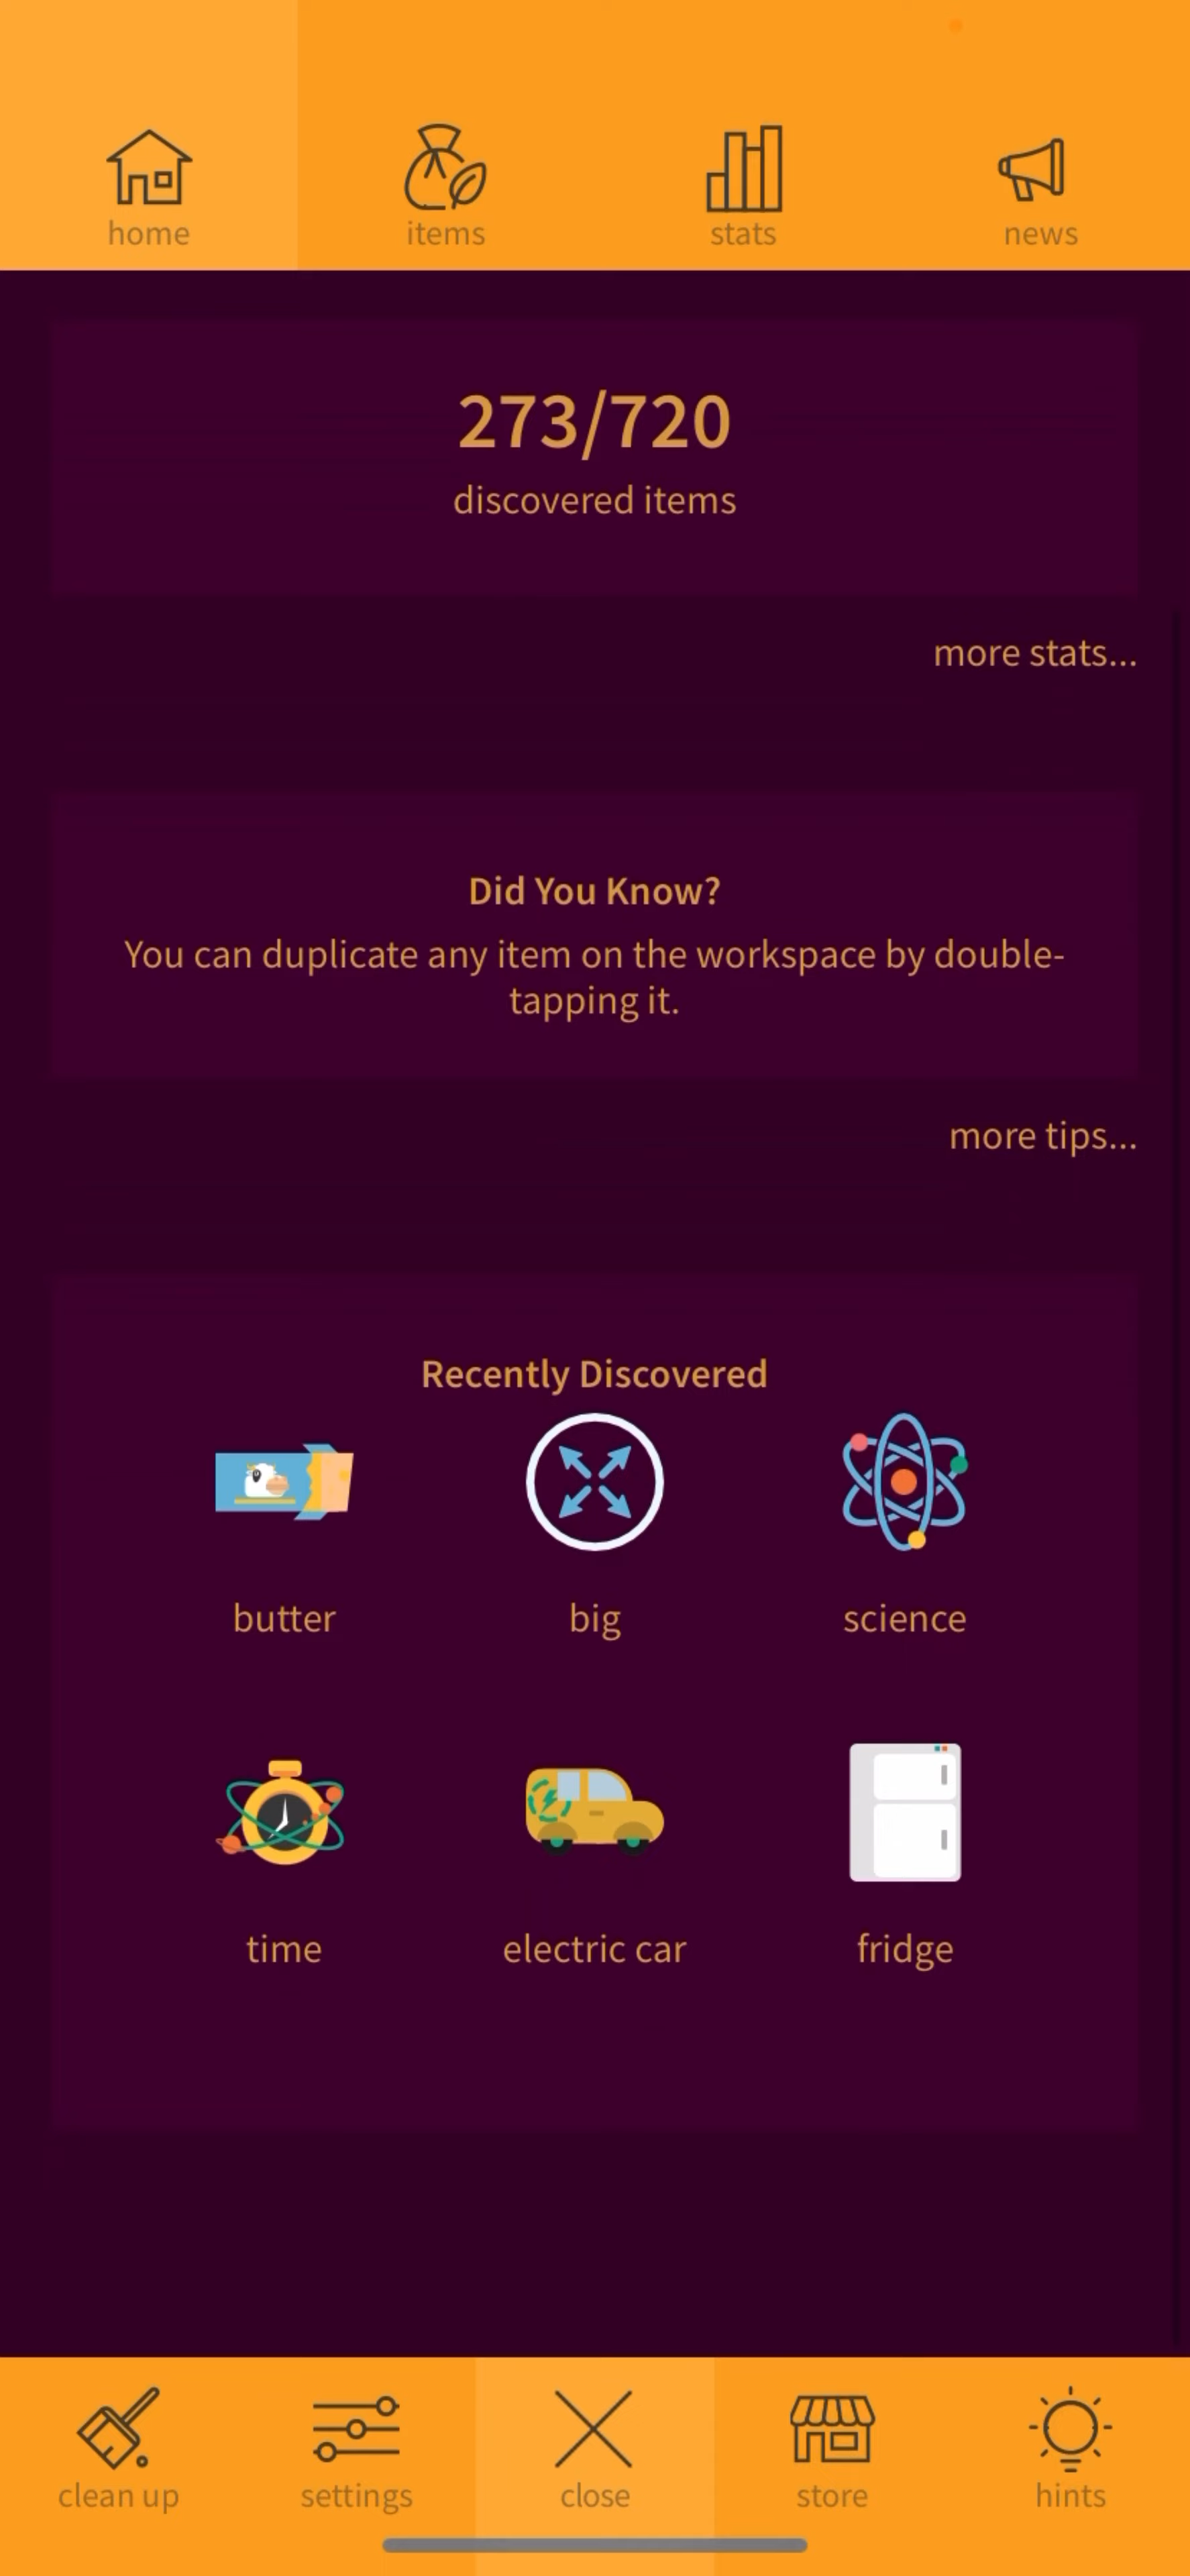 home
items
stats
news
273/720
discovered items
more stats...
Did You Know?
You can duplicate any item on the workspace by double-
tapping it.
more tips...
Recently Discovered
butter
big
science
time
electric car
fridge
clean up
settings
close
store
hints